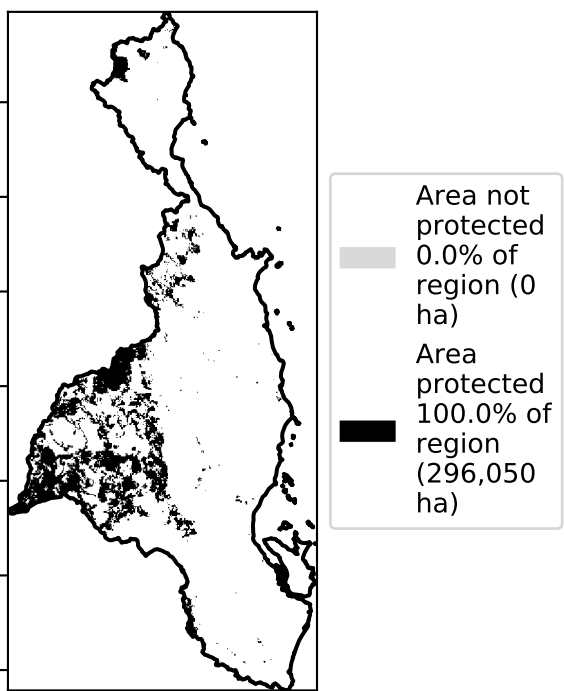 Area not
protected
0.0% of
region (0
ha)
Area
protected
100.0% of
region
(296,050
ha)